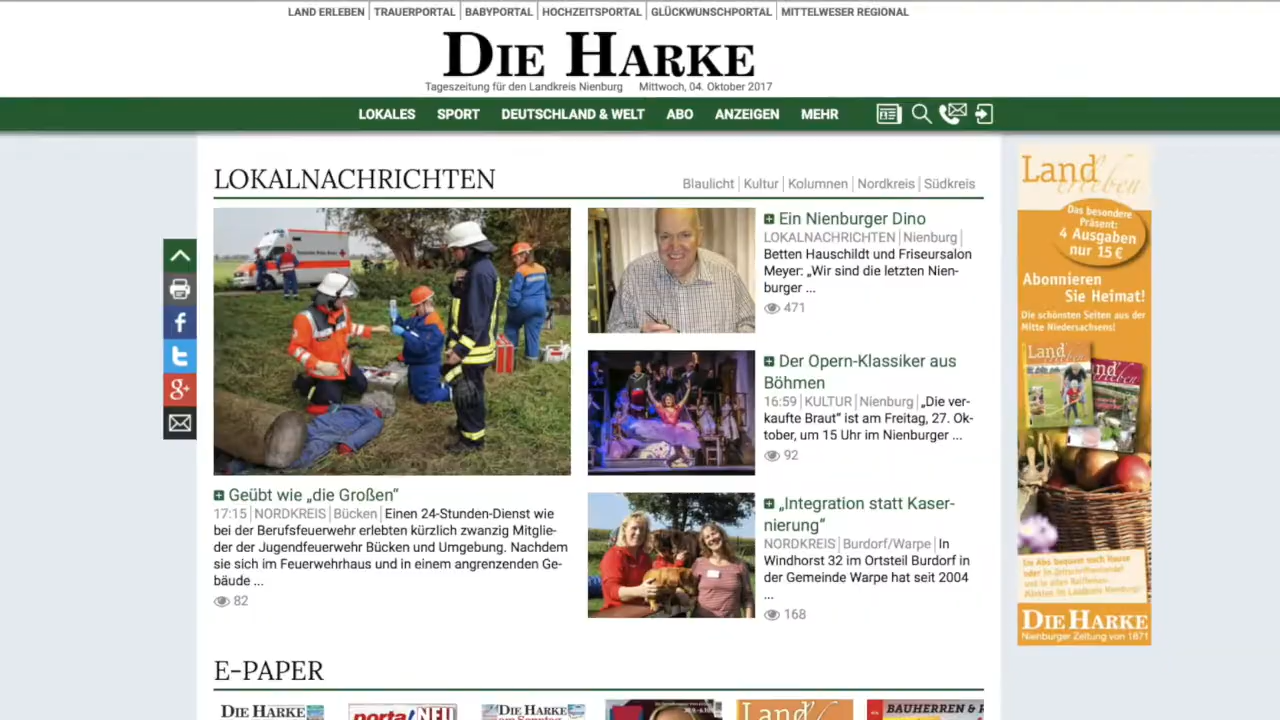 LAND ERLEBEN | TRAUERPORTAL | BABYPORTAL | HOCHZEITSPORTAL | GLÜCKWUNSCHPORTAL | MITTELWESER REGIONAL
DIE HARKE
Tageszeitung für den Landkreis Nienburg Mittwoch, 04. Oktober 2017
LOKALES SPORT DEUTSCHLAND & WELT ABO ANZEIGEN MEHR
LOKALNACHRICHTEN
Blaulicht | Kultur | Kolumnen | Nordkreis | Südkreis
Geübt wie „die Großen“
17:15 | NORDKREIS | Bücken | Einen 24-Stunden-Dienst wie
bei der Berufsfeuerwehr erlebten kürzlich zwanzig Mitglie-
der der Jugendfeuerwehr Bücken und Umgebung. Nachdem
sie sich im Feuerwehrhaus und in einem angrenzenden Ge-
bäude ...
82
Ein Nienburger Dino
LOKALNACHRICHTEN | Nienburg |
Betten Hauschildt und Friseursalon
Meyer: „Wir sind die letzten Nien-
burger ...
471
Der Opern-Klassiker aus
Böhmen
16:59 | KULTUR | Nienburg | „Die ver-
kaufte Braut“ ist am Freitag, 27. Ok-
tober, um 15 Uhr im Nienburger ...
92
„Integration statt Kaser-
nierung“
NORDKREIS | Burdorf/Warpe | In
Windhorst 32 im Ortsteil Burdorf in
der Gemeinde Warpe hat seit 2004
...
168
Land
erleben
Das besondere
Präsent:
4 Ausgaben
nur 15 €
Abonnieren
Sie Heimat!
Die schönsten Seiten aus der
Mitte Niedersachsens!
Land
DIE HARKE
Nienburger Zeitung von 1871
E-PAPER
DIE HARKE
porta! NEU
DIE HARKE
am Sonntag
Land
BAUHERREN &